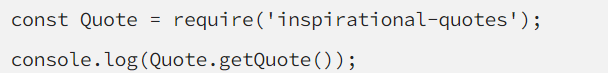 const Quote = require('inspirational-quotes');
console.log(Quote.getQuote());